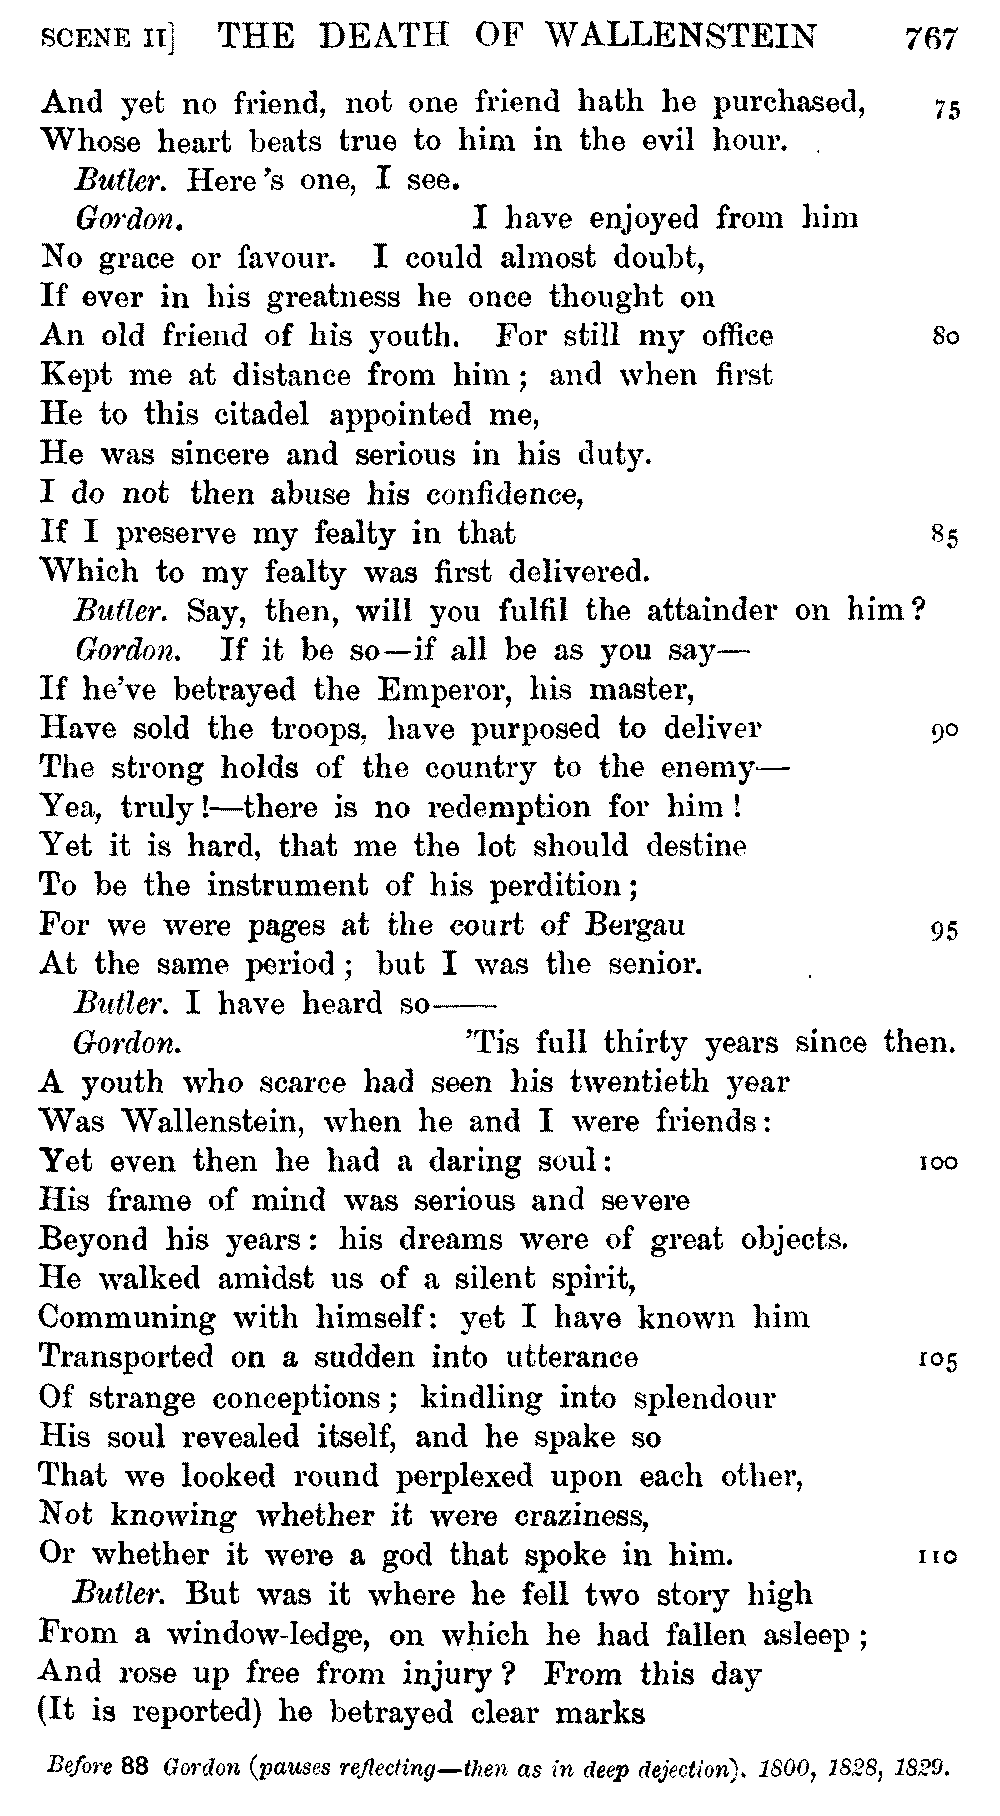 SCENE II] THE DEATH OF WALLENSTEIN 767
And yet no friend, not one friend hath he purchased, 75
Whose heart beats true to him in the evil hour.
Butler. Here's one, I see.
Gordon. I have enjoyed from him
No grace or favour. I could almost doubt,
If ever in his greatness he once thought on
An old friend of his youth. For still my office 80
Kept me at distance from him; and when first
He to this citadel appointed me,
He was sincere and serious in his duty.
I do not then abuse his confidence,
If I preserve my fealty in that 85
Which to my fealty was first delivered.
Butler. Say, then, will you fulfil the attainder on him?
Gordon. If it be so—if all be as you say—
If he've betrayed the Emperor, his master,
Have sold the troops, have purposed to deliver 90
The strong holds of the country to the enemy—
Yea, truly!—there is no redemption for him!
Yet it is hard, that me the lot should destine
To be the instrument of his perdition;
For we were pages at the court of Bergau 95
At the same period; but I was the senior.
Butler. I have heard so——
Gordon. 'Tis full thirty years since then.
A youth who scarce had seen his twentieth year
Was Wallenstein, when he and I were friends:
Yet even then he had a daring soul: 100
His frame of mind was serious and severe
Beyond his years: his dreams were of great objects.
He walked amidst us of a silent spirit,
Communing with himself: yet I have known him
Transported on a sudden into utterance 105
Of strange conceptions; kindling into splendour
His soul revealed itself, and he spake so
That we looked round perplexed upon each other,
Not knowing whether it were craziness,
Or whether it were a god that spoke in him. 110
Butler. But was it where he fell two story high
From a window-ledge, on which he had fallen asleep;
And rose up free from injury? From this day
(It is reported) he betrayed clear marks
Before 88 Gordon (pauses reflecting—then as in deep dejection). 1800, 1828, 1829.